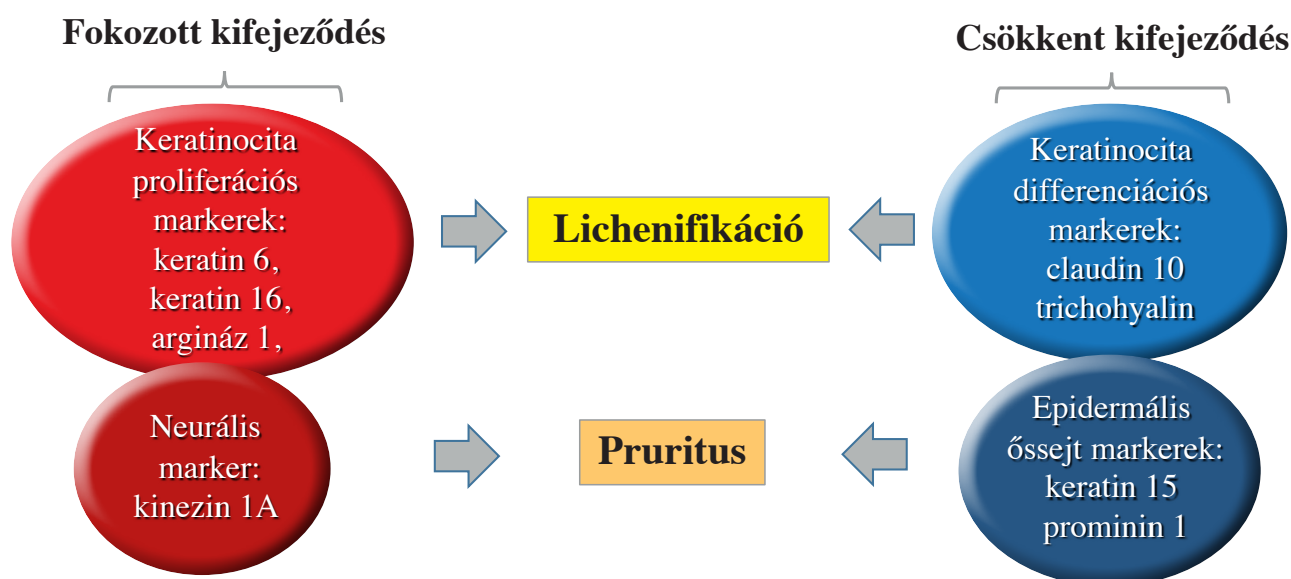 Fokozott kifejeződés
Keratinocita
proliferációs
markerek:
keratin 6,
keratin 16,
argináz 1,
Neurális
marker:
kinezin 1A
Lichenifikáció
Pruritus
Csökkent kifejeződés
Keratinocita
differenciációs
markerek:
claudin 10
trichohyalin
Epidermális
őssejt markerek:
keratin 15
prominin 1